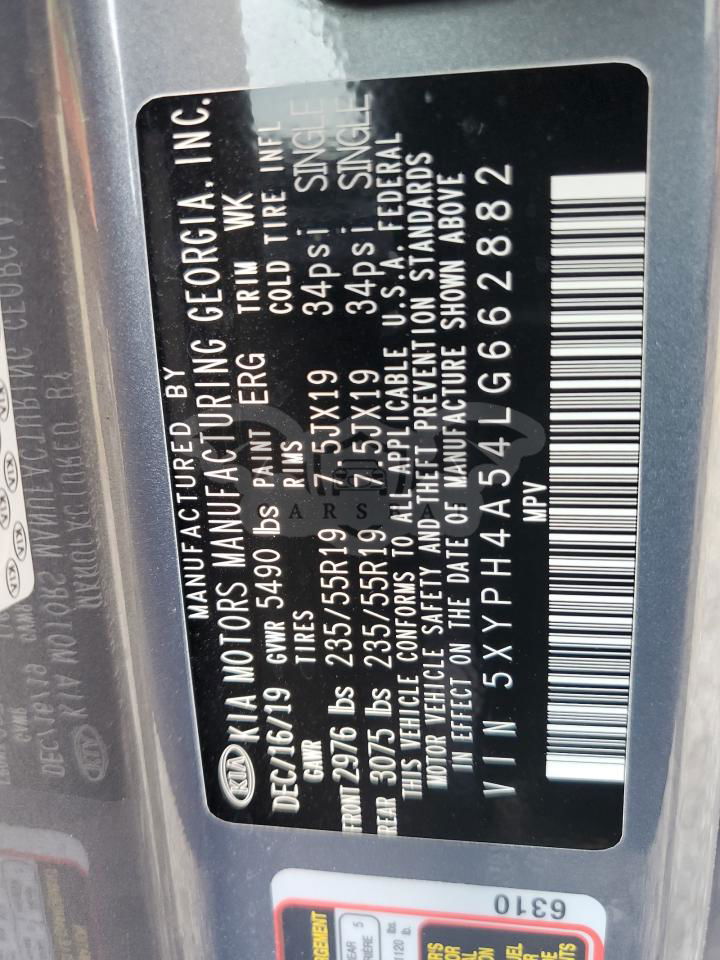 MANUFACTURED BY
KIA KIA MOTORS MANUFACTURING GEORGIA, INC.
DEC/16/19 GVWR 5490 lbs PAINT ERG TRIM WK
GAWR TIRES RIMS COLD TIRE INFL
FRONT 2976 lbs 235/55R19 7.5JX19 34psi SINGLE
REAR 3075 lbs 235/55R19 7.5JX19 34psi SINGLE
THIS VEHICLE CONFORMS TO ALL APPLICABLE U.S.A. FEDERAL
MOTOR VEHICLE SAFETY AND THEFT PREVENTION STANDARDS
IN EFFECT ON THE DATE OF MANUFACTURE SHOWN ABOVE
VIN 5XYPH4A54LG662882
MPV
6310